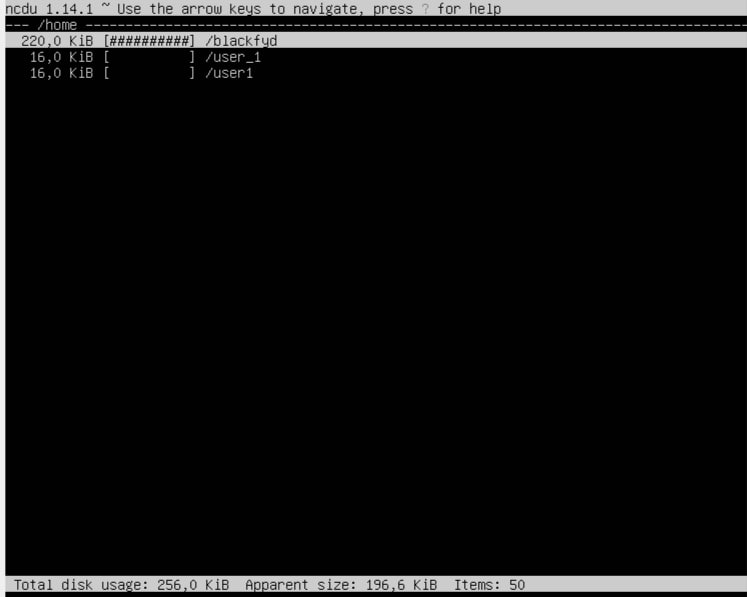 ncdu 1.14.1 ~ Use the arrow keys to navigate, press ? for help
--- /home ---------------------------------------------------------------------------------
  220,0 KiB [##########] /blackfyd
   16,0 KiB [          ] /user_1
   16,0 KiB [          ] /user1
 Total disk usage: 256,0 KiB  Apparent size: 196,6 KiB  Items: 50